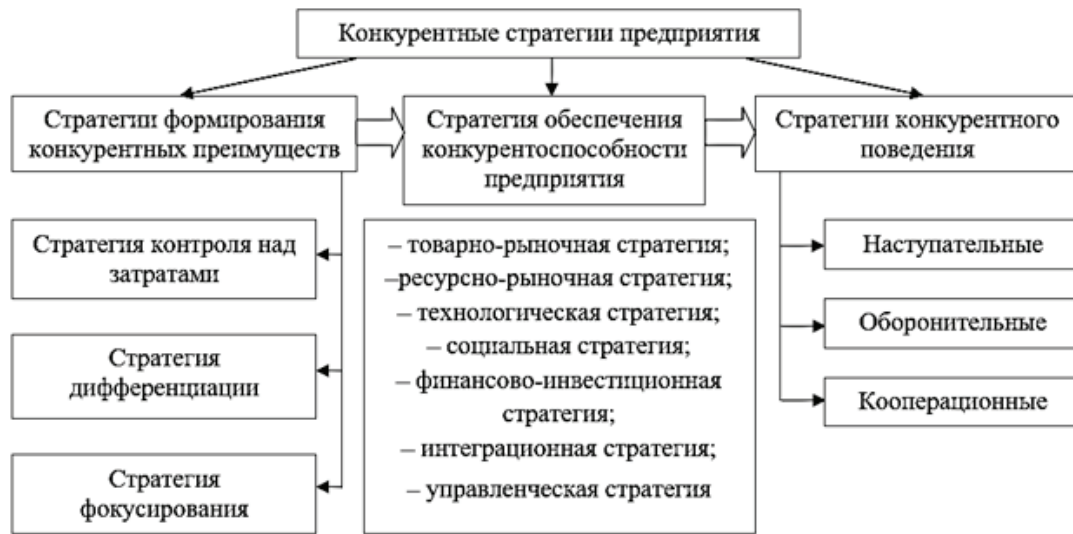 Конкурентные стратегии предприятия
Стратегии формирования
конкурентных преимуществ
Стратегия обеспечения
конкурентоспособности
предприятия
Стратегии конкурентного
поведения
Стратегия контроля над
затратами
Стратегия
дифференциации
Стратегия
фокусирования
– товарно-рыночная стратегия;
–ресурсно-рыночная стратегия;
– технологическая стратегия;
– социальная стратегия;
– финансово-инвестиционная
стратегия;
– интеграционная стратегия;
– управленческая стратегия
Наступательные
Оборонительные
Кооперационные